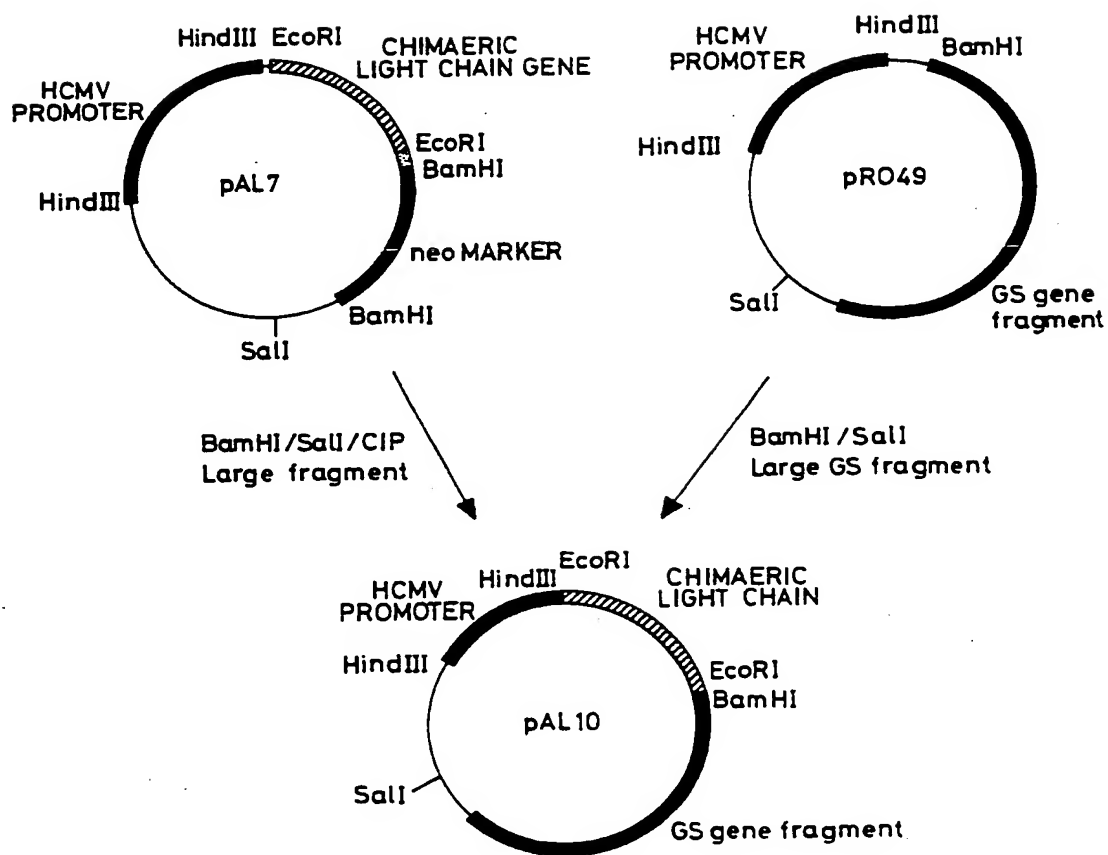 HindIII EcoRI
CHIMAERIC
LIGHT CHAIN GENE
HCMV
PROMOTER
EcoRI
BamHI
HindIII
pAL7
neo MARKER
BamHI
SalI
HCMV
PROMOTER
HindIII
BamHI
HindIII
pRO49
SalI
GS gene
fragment
BamHI/SalI/CIP
Large fragment
BamHI/SalI
Large GS fragment
EcoRI
HindIII
HCMV
PROMOTER
CHIMAERIC
LIGHT CHAIN
HindIII
EcoRI
BamHI
pAL10
SalI
GS gene fragment